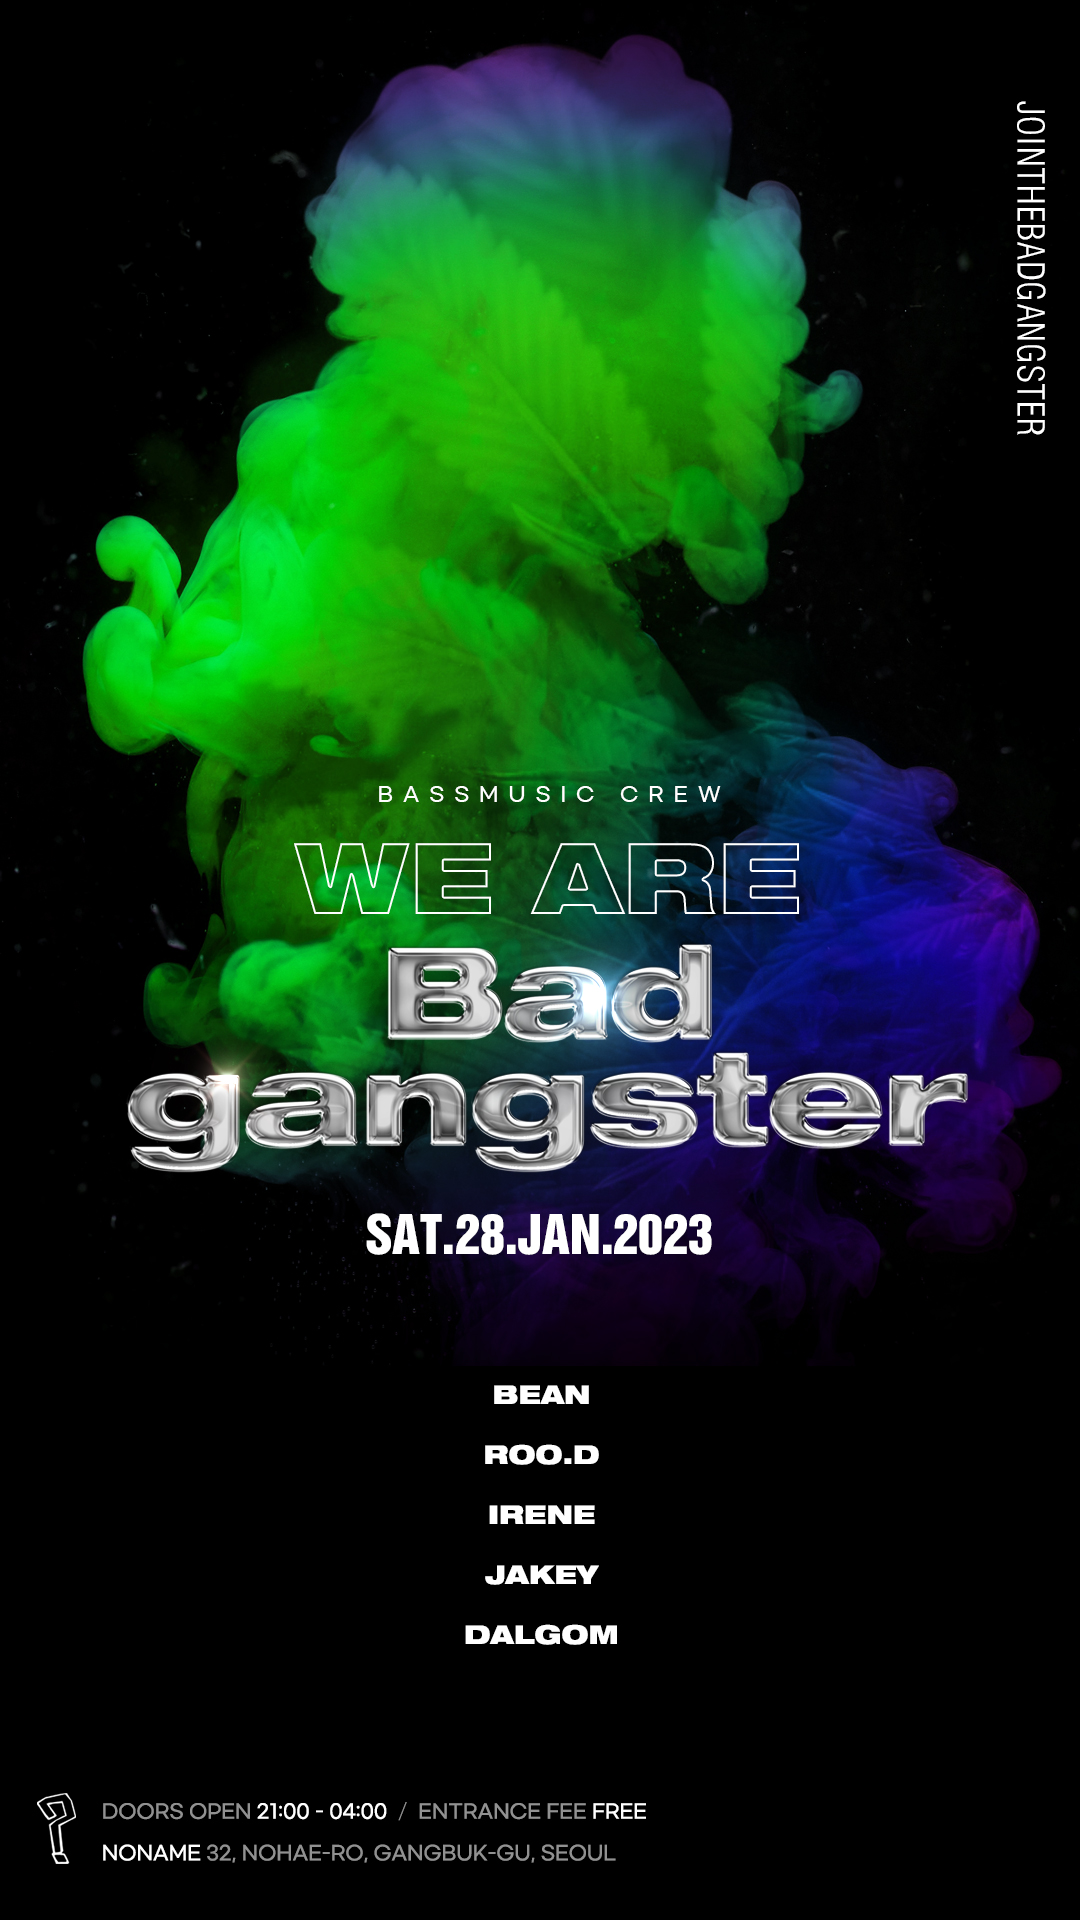 JOINTHEBADGANGSTER
BASSMUSIC CREW
WE ARE
Bad
gangster
SAT.28.JAN.2023
BEAN
ROO.D
IRENE
JAKEY
DALGOM
DOORS OPEN 21:00 - 04:00 / ENTRANCE FEE FREE
NONAME 32, NOHAE-RO, GANGBUK-GU, SEOUL